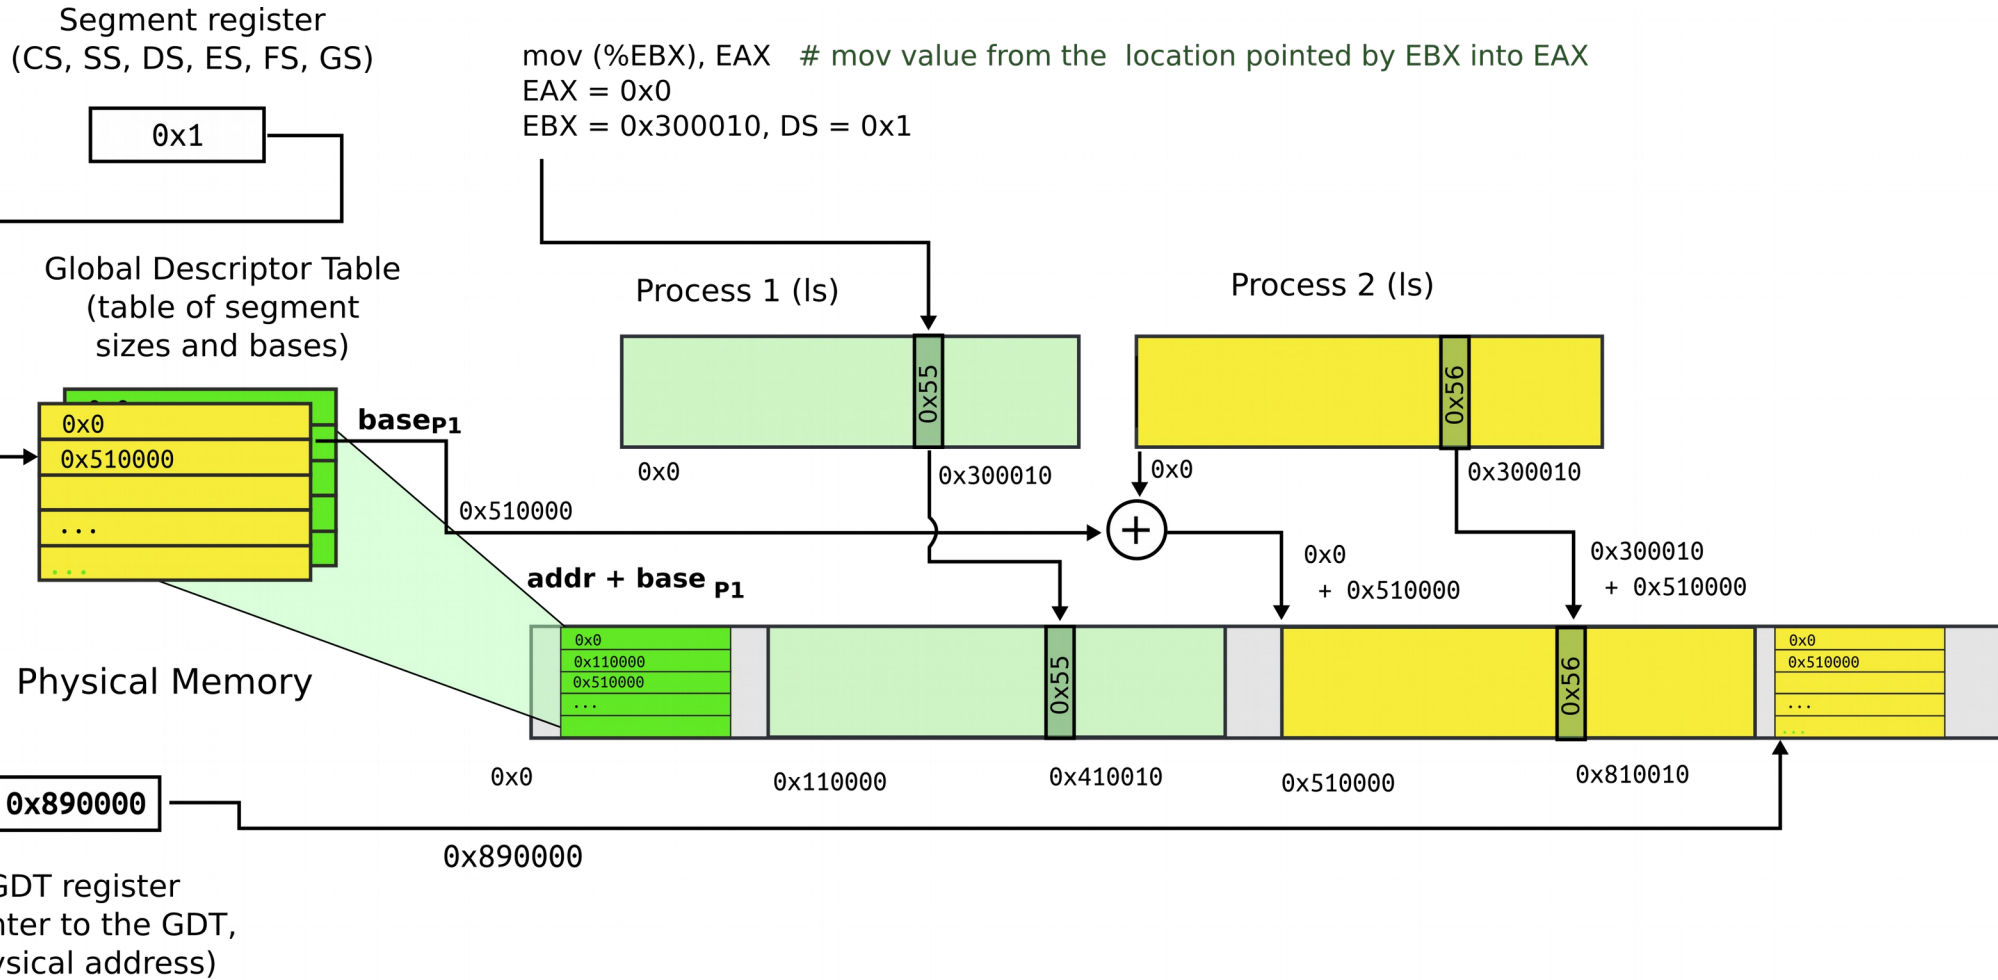 Segment register
(CS, SS, DS, ES, FS, GS)
0x1
mov (%EBX), EAX # mov value from the location pointed by EBX into EAX
EAX = 0x0
EBX = 0x300010, DS = 0x1
Global Descriptor Table
(table of segment
sizes and bases)
Process 1 (ls)
Process 2 (ls)
0x55
0x56
0x0
0x510000
...
...
baseP1
0x0
0x300010
0x0
0x300010
0x510000
+
0x0
+ 0x510000
0x300010
+ 0x510000
addr + base P1
Physical Memory
0x0
0x110000
0x510000
...
0x55
0x56
0x0
0x510000
...
...
0x0
0x110000
0x410010
0x510000
0x810010
0x890000
0x890000
GDT register
nter to the GDT,
ysical address)